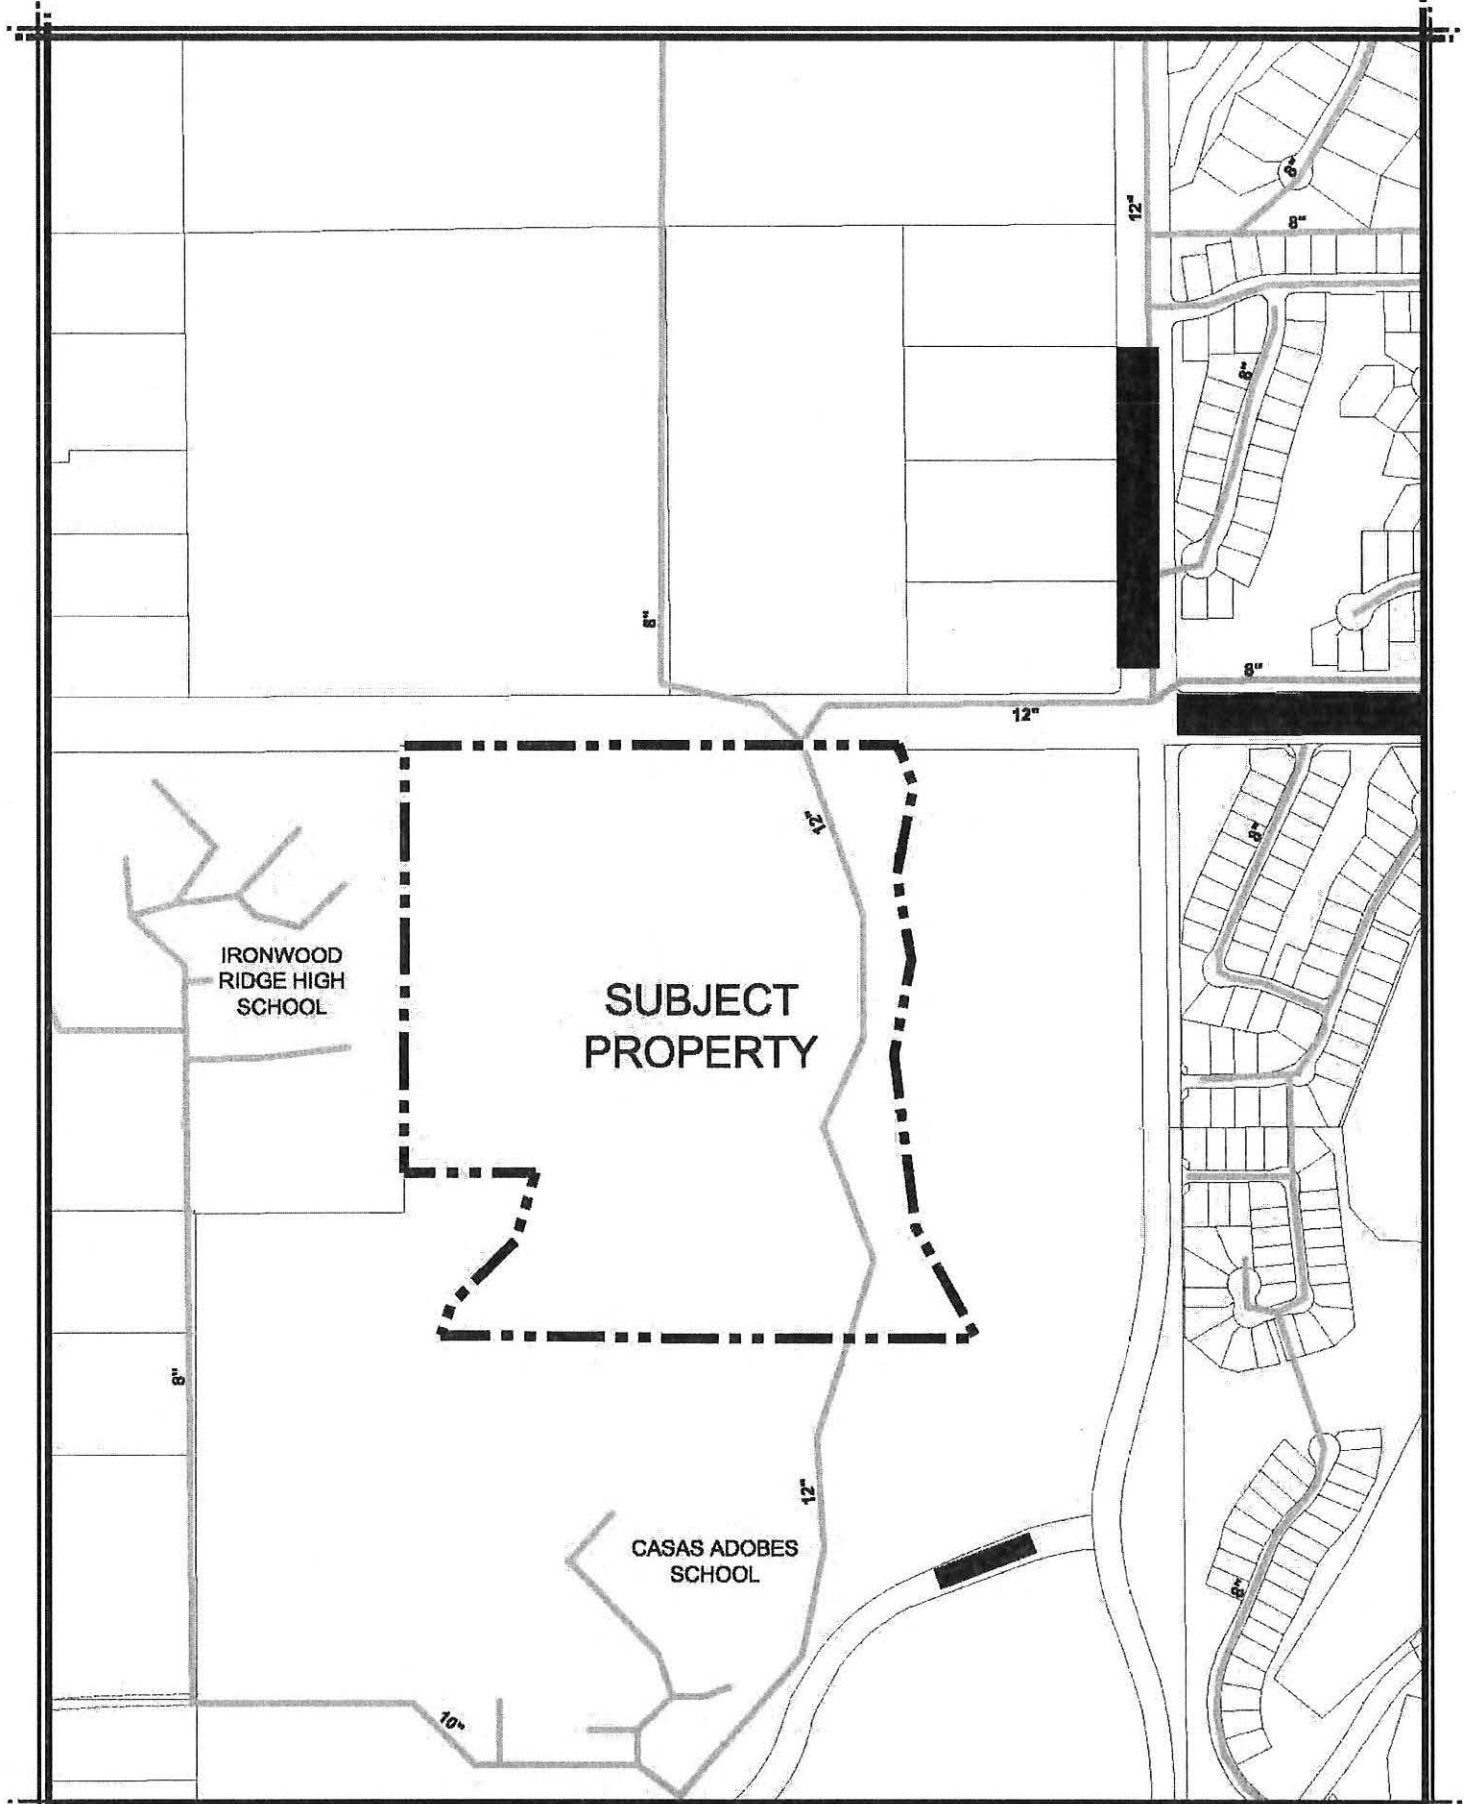 8"
12"
8"
8"
8"
8"
12"
12"
8"
IRONWOOD
RIDGE HIGH
SCHOOL
SUBJECT
PROPERTY
8"
12"
CASAS ADOBES
SCHOOL
8"
10"